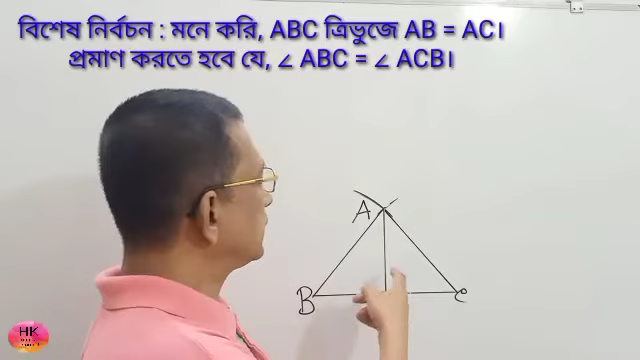 বিশেষ নির্বচন : মনে করি, ABC ত্রিভুজে AB = AC।
প্রমাণ করতে হবে যে, ∠ ABC = ∠ ACB।
A
B
C
HK